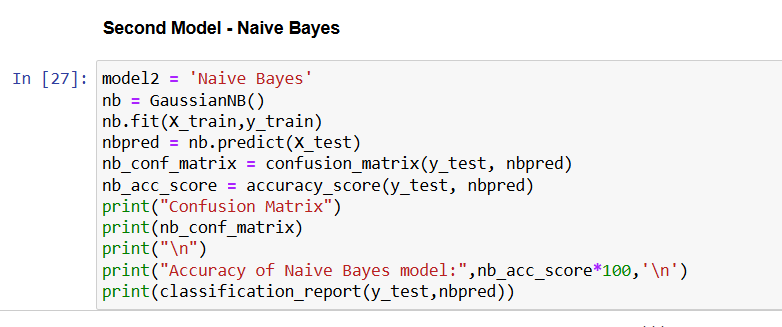 Second Model - Naive Bayes
In [27]: model2 = 'Naive Bayes'
nb = GaussianNB()
nb.fit(X_train,y_train)
nbpred = nb.predict(X_test)
nb_conf_matrix = confusion_matrix(y_test, nbpred)
nb_acc_score = accuracy_score(y_test, nbpred)
print("Confusion Matrix")
print(nb_conf_matrix)
print("\n")
print("Accuracy of Naive Bayes model:",nb_acc_score*100,'\n')
print(classification_report(y_test,nbpred))